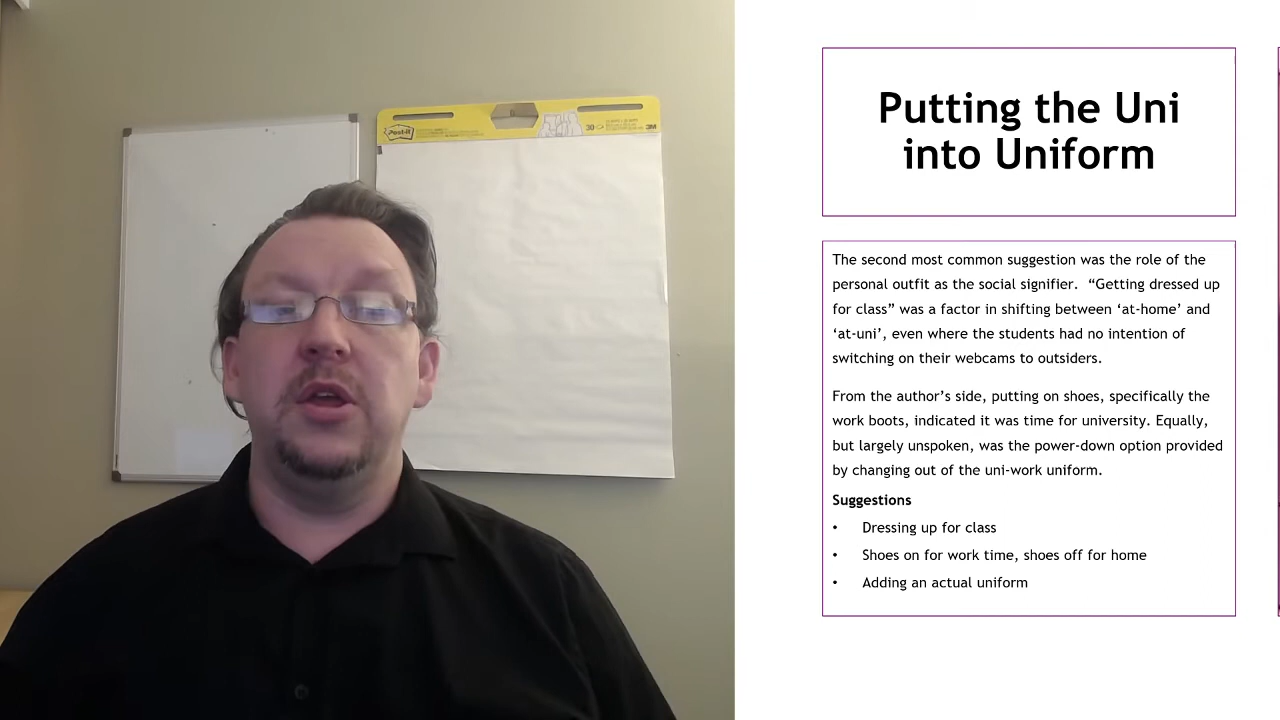 Post-it
30
3M
Putting the Uni
into Uniform
The second most common suggestion was the role of the
personal outfit as the social signifier.  “Getting dressed up
for class” was a factor in shifting between ‘at-home’ and
‘at-uni’, even where the students had no intention of
switching on their webcams to outsiders.
From the author’s side, putting on shoes, specifically the
work boots, indicated it was time for university. Equally,
but largely unspoken, was the power-down option provided
by changing out of the uni-work uniform.
Suggestions
• Dressing up for class
• Shoes on for work time, shoes off for home
• Adding an actual uniform